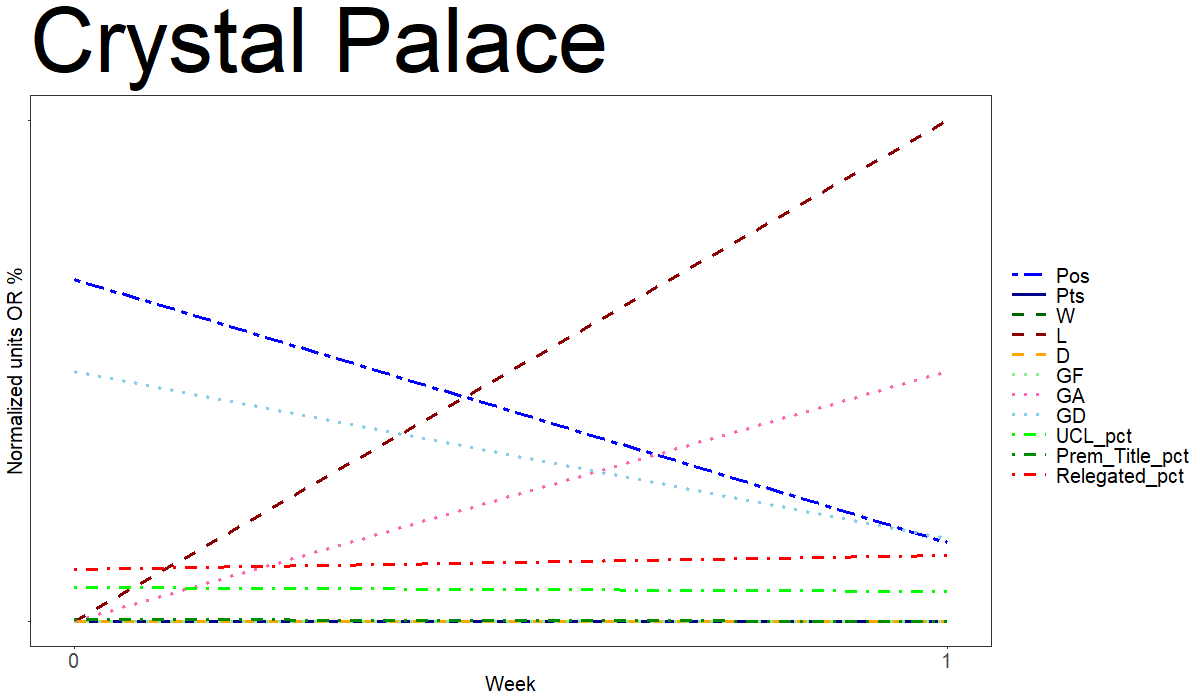 Crystal Palace
Normalized units OR %
0
1
Week
Pos
Pts
W
L
D
GF
GA
GD
UCL_pct
Prem_Title_pct
Relegated_pct